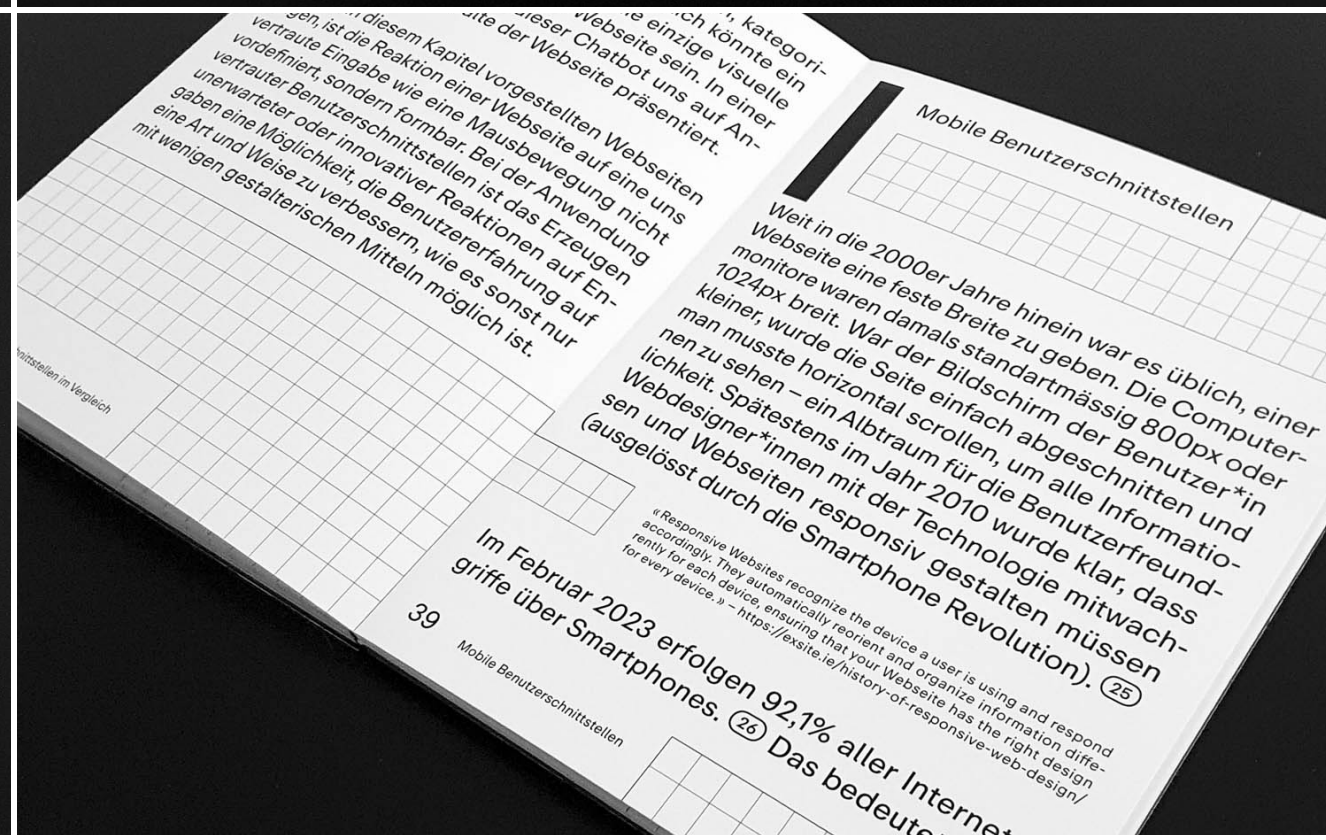 , kategori-
ich könnte ein
e einzige visuelle
Webseite sein. In einer
dieser Chatbot uns auf An-
alte der Webseite präsentiert.
n diesem Kapitel vorgestellten Webseiten
gen, ist die Reaktion einer Webseite auf eine uns
vertraute Eingabe wie eine Mausbewegung nicht
vordefiniert, sondern formbar. Bei der Anwendung
vertrauter Benutzerschnittstellen ist das Erzeugen
unerwarteter oder innovativer Reaktionen auf En-
gaben eine Möglichkeit, die Benutzererfahrung auf
eine Art und Weise zu verbessern, wie es sonst nur
mit wenigen gestalterischen Mitteln möglich ist.
hnittstellen im Vergleich
Mobile Benutzerschnittstellen
Weit in die 2000er Jahre hinein war es üblich, einer
Webseite eine feste Breite zu geben. Die Computer-
monitore waren damals standartmässig 800px oder
1024px breit. War der Bildschirm der Benutzer*in
kleiner, wurde die Seite einfach abgeschnitten und
man musste horizontal scrollen, um alle Informatio-
nen zu sehen – ein Albtraum für die Benutzerfreund-
lichkeit. Spätestens im Jahr 2010 wurde klar, dass
Webdesigner*innen mit der Technologie mitwach-
sen und Webseiten responsiv gestalten müssen
(ausgelösst durch die Smartphone Revolution). 25
« Responsive Websites recognize the device a user is using and respond
accordingly. They automatically reorient and organize information diffe-
rently for each device, ensuring that your Webseite has the right design
for every device. » – https://exsite.ie/history-of-responsive-web-design/
Im Februar 2023 erfolgen 92,1% aller Internet
griffe über Smartphones. 26 Das bedeute
39
Mobile Benutzerschnittstellen